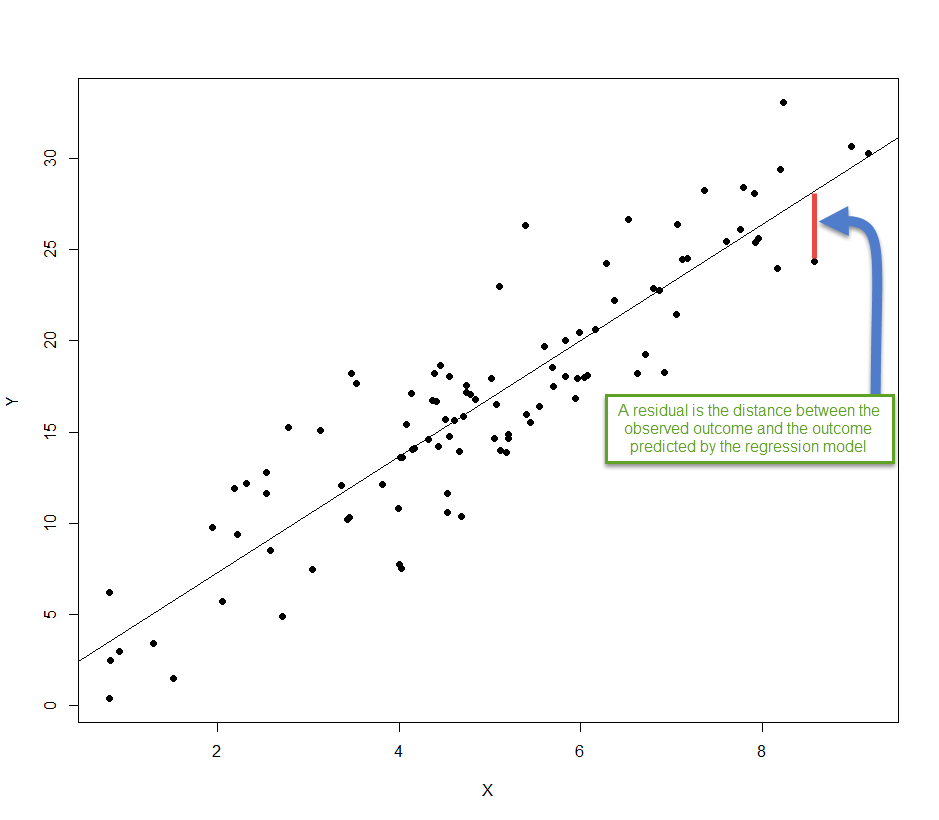 30
25
20
15
10
5
0
Y
2 4 6 8
X
A residual is the distance between the
observed outcome and the outcome
predicted by the regression model